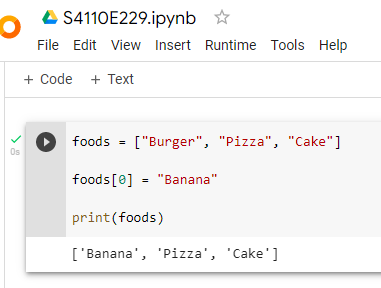 S4110E229.ipynb
File Edit View Insert Runtime Tools Help
+ Code + Text
0s
foods = ["Burger", "Pizza", "Cake"]
foods[0] = "Banana"
print(foods)
['Banana', 'Pizza', 'Cake']